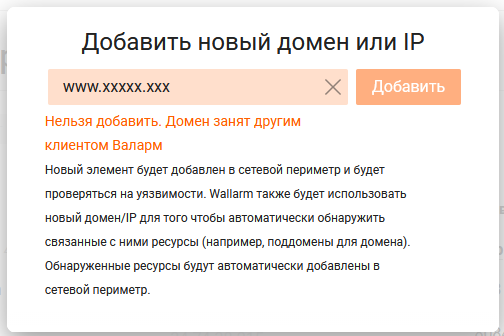 Добавить новый домен или IP
www.xxxxx.xxx
Добавить
Нельзя добавить. Домен занят другим
клиентом Валарм
Новый элемент будет добавлен в сетевой периметр и будет
проверяться на уязвимости. Wallarm также будет использовать
новый домен/IP для того чтобы автоматически обнаружить
связанные с ними ресурсы (например, поддомены для домена).
Обнаруженные ресурсы будут автоматически добавлены в
сетевой периметр.